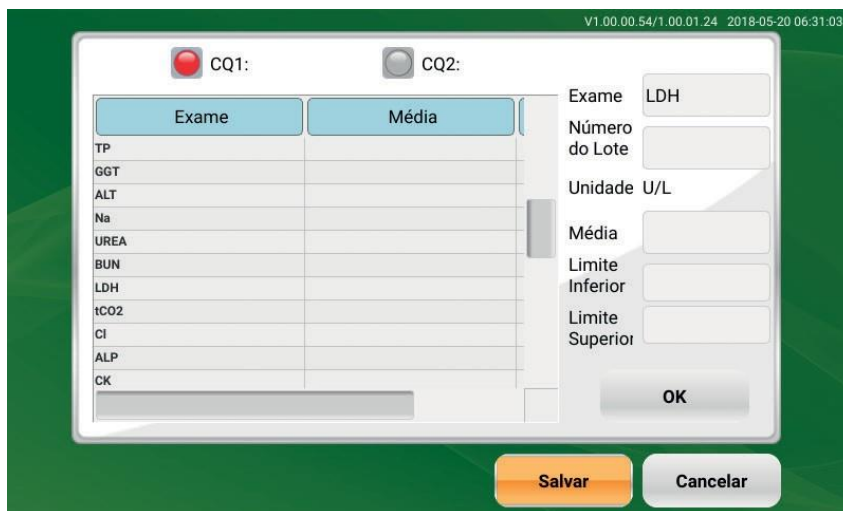 V1.00.00.54/1.00.01.24 2018-05-20 06:31:03
CQ1: CQ2:
Exame Média
TP
GGT
ALT
Na
UREA
BUN
LDH
tCO2
Cl
ALP
CK
Exame LDH
Número
do Lote
Unidade U/L
Média
Limite
Inferior
Limite
Superior
OK
Salvar Cancelar